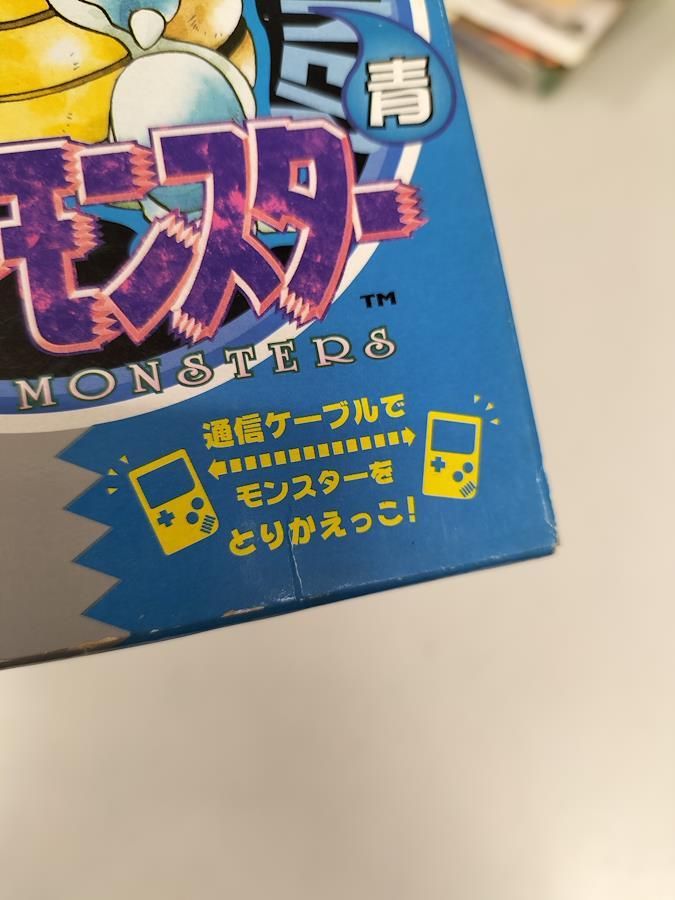 青
モンスター
TM
MONSTERS
通信ケーブルで
モンスターを
とりかえっこ!